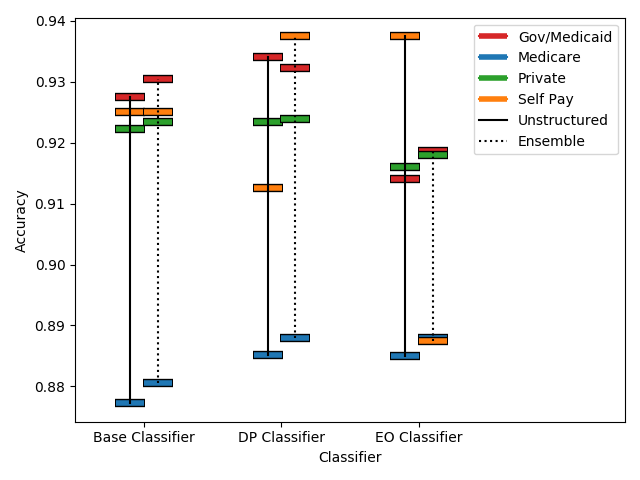 0.94
0.93
0.92
0.91
0.90
0.89
0.88
Accuracy
Gov/Medicaid
Medicare
Private
Self Pay
Unstructured
Ensemble
Base Classifier
DP Classifier
EO Classifier
Classifier